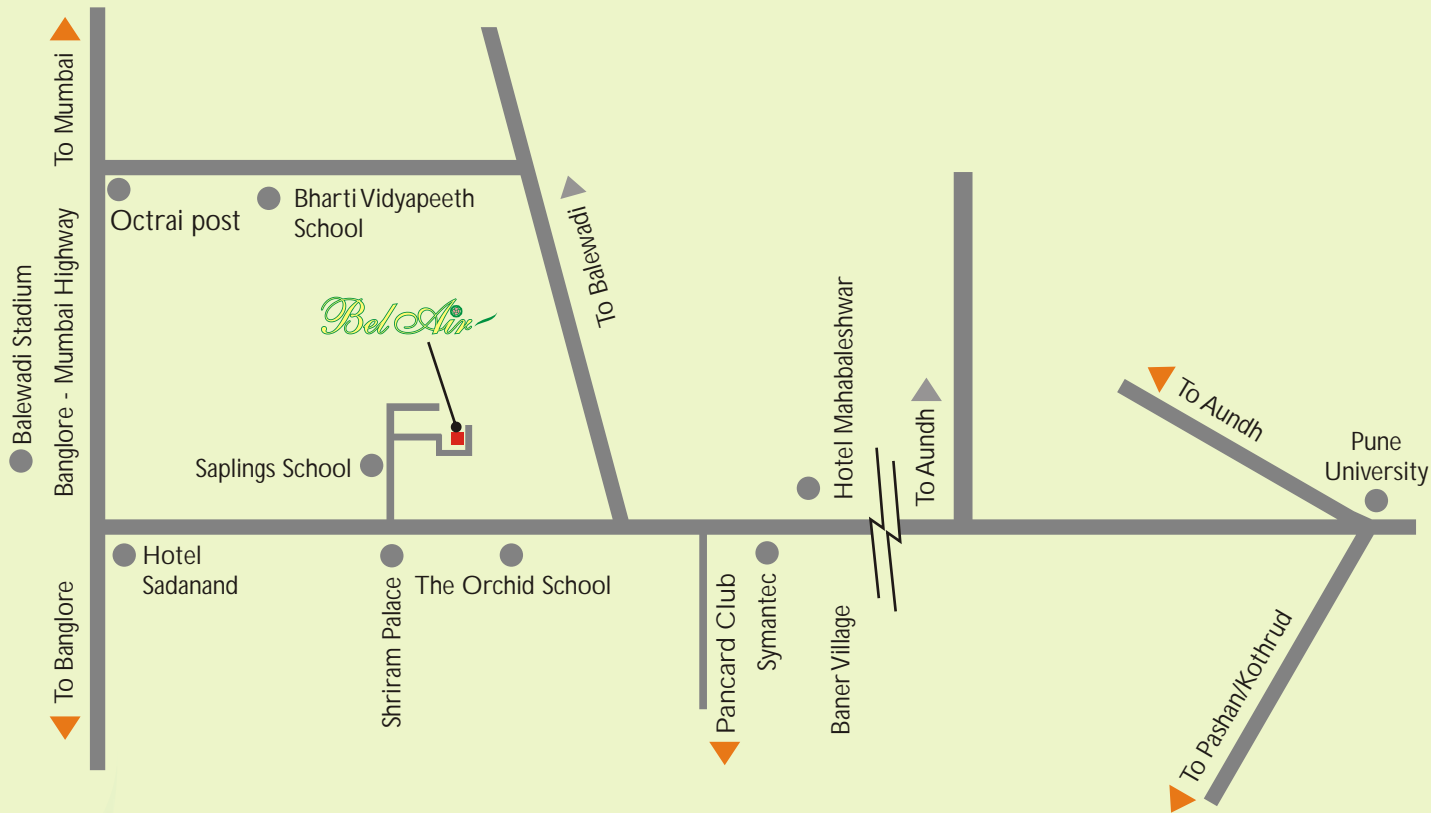 To Mumbai
Octrai post
Bharti Vidyapeeth
School
Banglore - Mumbai Highway
Balewadi Stadium
To Balewadi
Bel Air
Saplings School
Hotel Mahabaleshwar
To Aundh
To Aundh
Pune
University
Hotel
Sadanand
To Banglore
Shriram Palace
The Orchid School
Pancard Club
Symantec
Baner Village
To Pashan/Kothrud